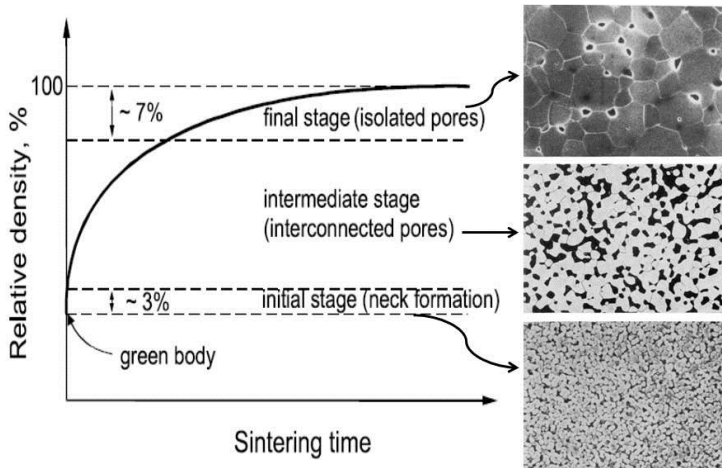 100
~ 7%
final stage (isolated pores)
intermediate stage
(interconnected pores)
~ 3%
initial stage (neck formation)
green body
Relative density, %
Sintering time